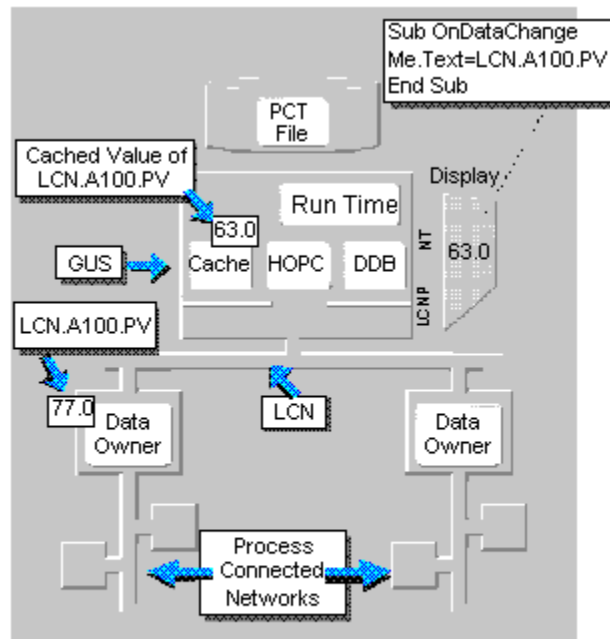 Sub OnDataChange
Me.Text=LCN.A100.PV
End Sub
PCT
File
Cached Value of
LCN.A100.PV
Display
Run Time
63.0
Cache
HOPC
DDB
NT
LCNP
63.0
GUS
LCN.A100.PV
77.0
Data
Owner
LCN
Data
Owner
Process
Connected
Networks